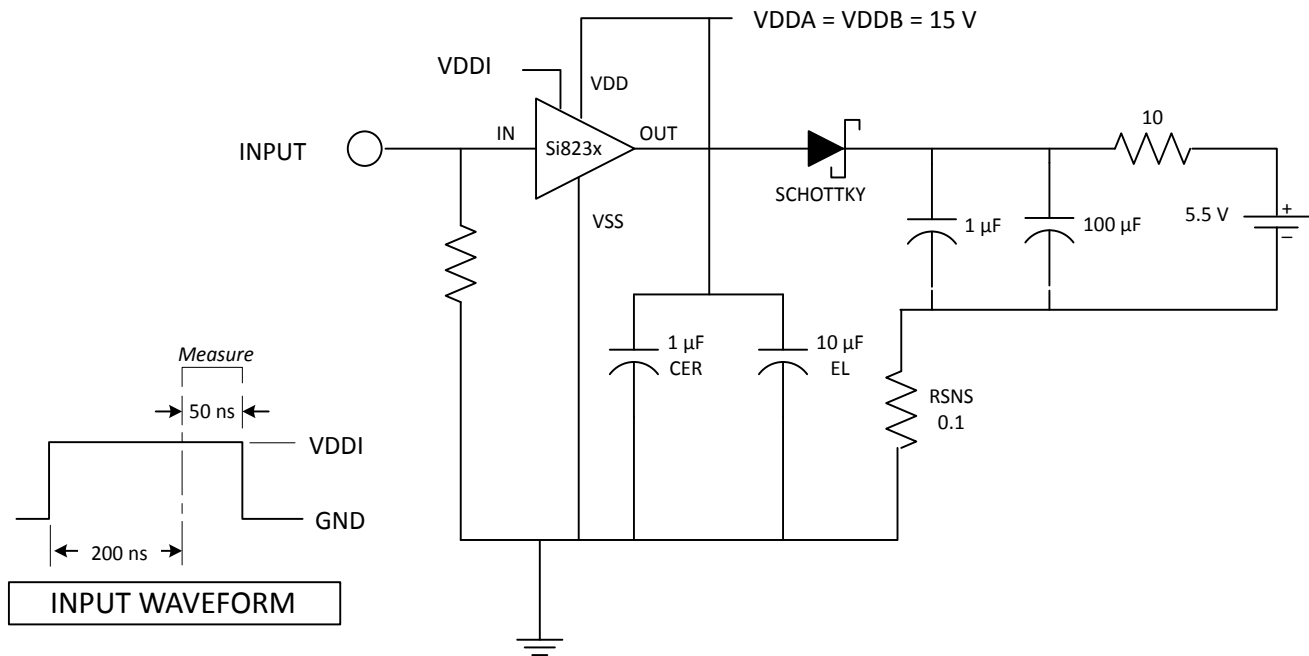 VDDA = VDDB = 15 V
VDDI
VDD
INPUT
IN
Si823x
OUT
SCHOTTKY
10
VSS
1 µF
100 µF
5.5 V
+
–
1 µF
CER
10 µF
EL
RSNS
0.1
Measure
50 ns
VDDI
GND
200 ns
INPUT WAVEFORM